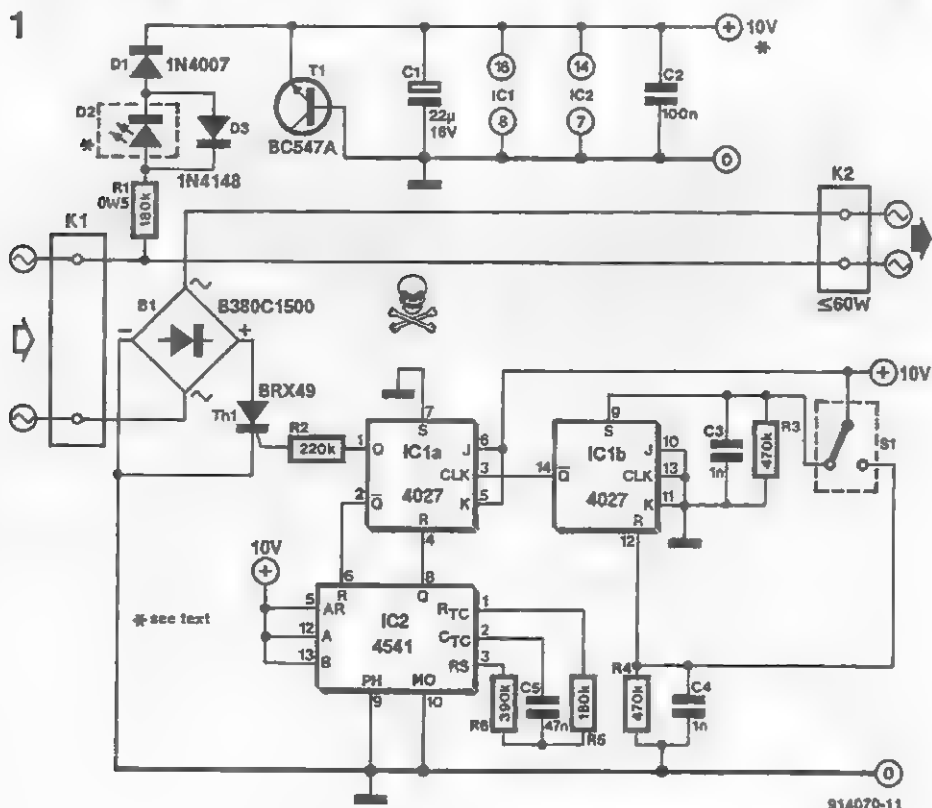 1
10V
*
D1
1N4007
T1
C1
16
14
C2
IC1
IC2
D2
D3
22µ
16V
8
7
100n
*
BC547A
1N4148
0
R1
0W5
180k
K1
K2
B1
B380C1500
≤60W
−
+
BRX49
10V
Th1
R2
7
S
9
S
1
Q
IC1a
J
6
IC1b
J
10
C3
R3
S1
220k
CLK
3
14
Q̅
CLK
13
1n
470k
2
Q̅
4027
K
5
4027
K
11
R
4
R
12
10V
6
R
8
Q
5
AR
RTC
1
* see text
12
A
IC2
CTC
2
13
B
4541
RS
3
PH
MO
9
10
R6
390k
C5
47n
180k
R5
R4
470k
C4
1n
0
914070-11